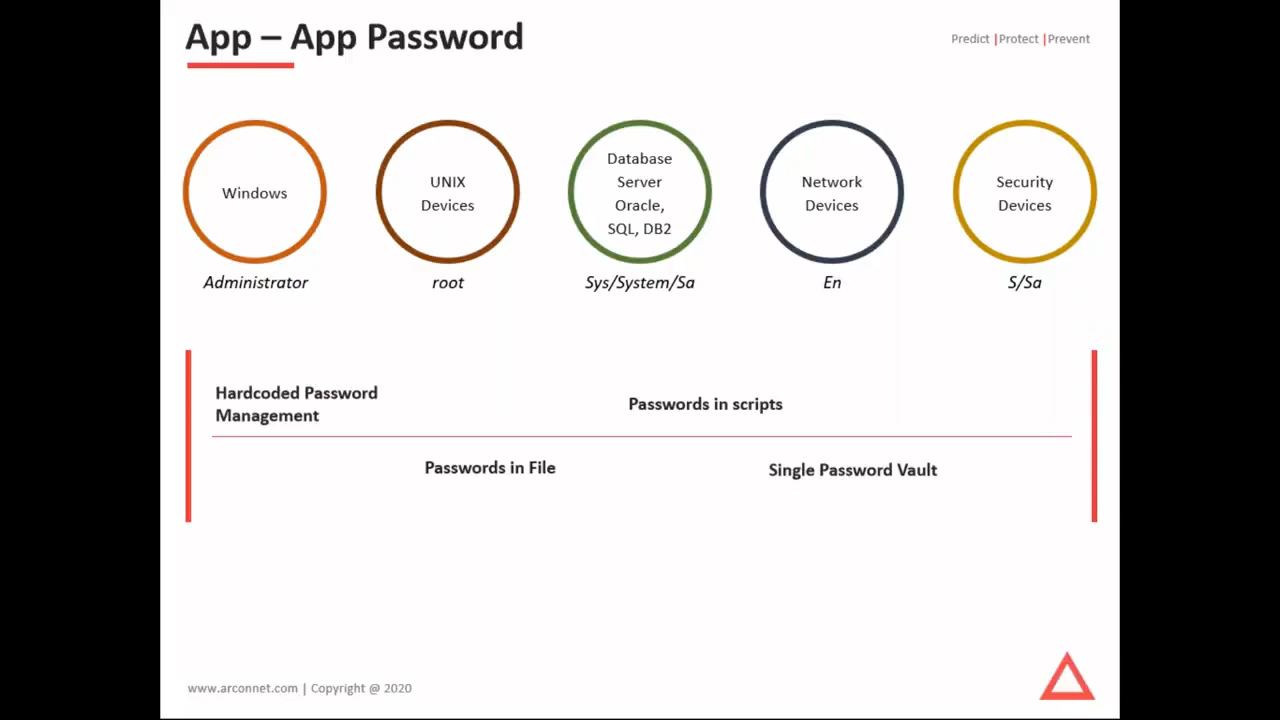 App – App Password
Predict |Protect |Prevent
Windows
UNIX
Devices
Database
Server
Oracle,
SQL, DB2
Network
Devices
Security
Devices
Administrator
root
Sys/System/Sa
En
S/Sa
Hardcoded Password
Management
Passwords in scripts
Passwords in File
Single Password Vault
www.arconnet.com | Copyright @ 2020